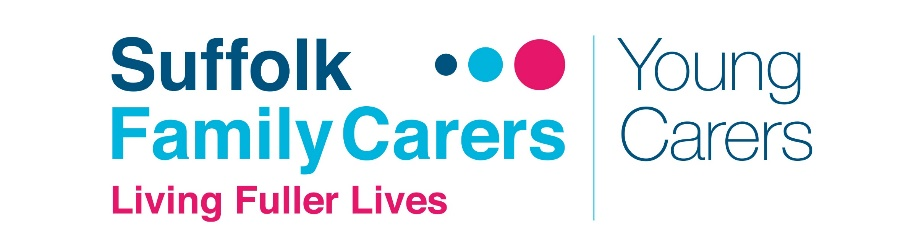 Suffolk
Family Carers
Living Fuller Lives
Young
Carers